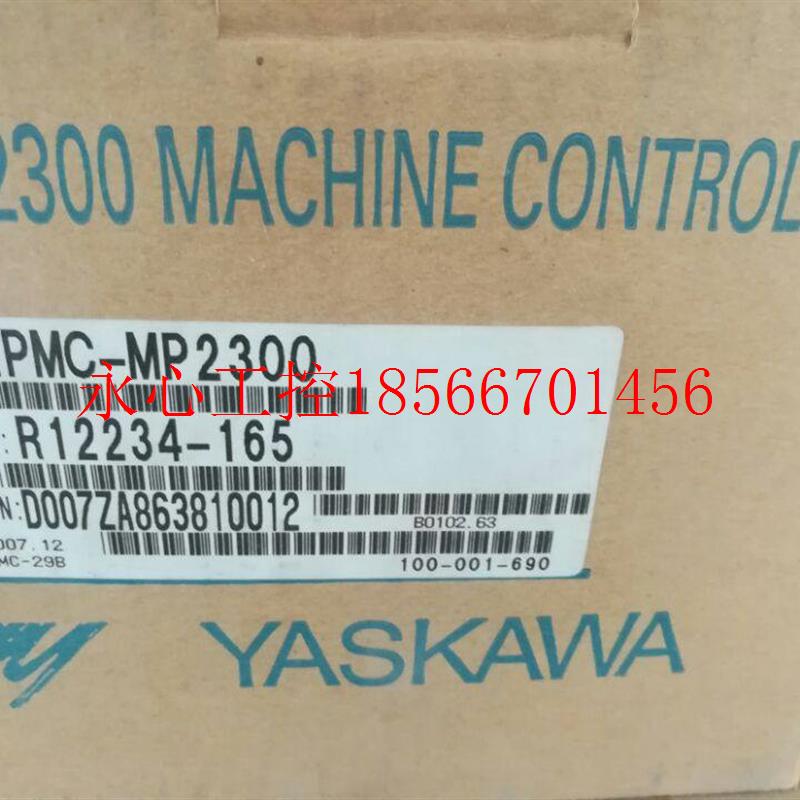 2300 MACHINE CONTROL
PMC-MP2300
永心工控18566701456
: R12234-165
N: D007ZA863810012
B0102.63
007.12
MC-29B
100-001-690
YASKAWA